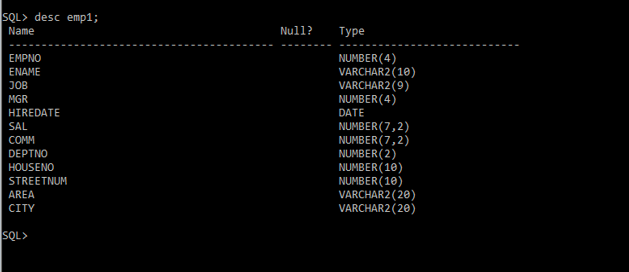 SQL> desc emp1;
Name Null? Type
----------------------------------------- -------- ----------------------------
EMPNO NUMBER(4)
ENAME VARCHAR2(10)
JOB VARCHAR2(9)
MGR NUMBER(4)
HIREDATE DATE
SAL NUMBER(7,2)
COMM NUMBER(7,2)
DEPTNO NUMBER(2)
HOUSENO NUMBER(10)
STREETNUM NUMBER(10)
AREA VARCHAR2(20)
CITY VARCHAR2(20)
SQL>